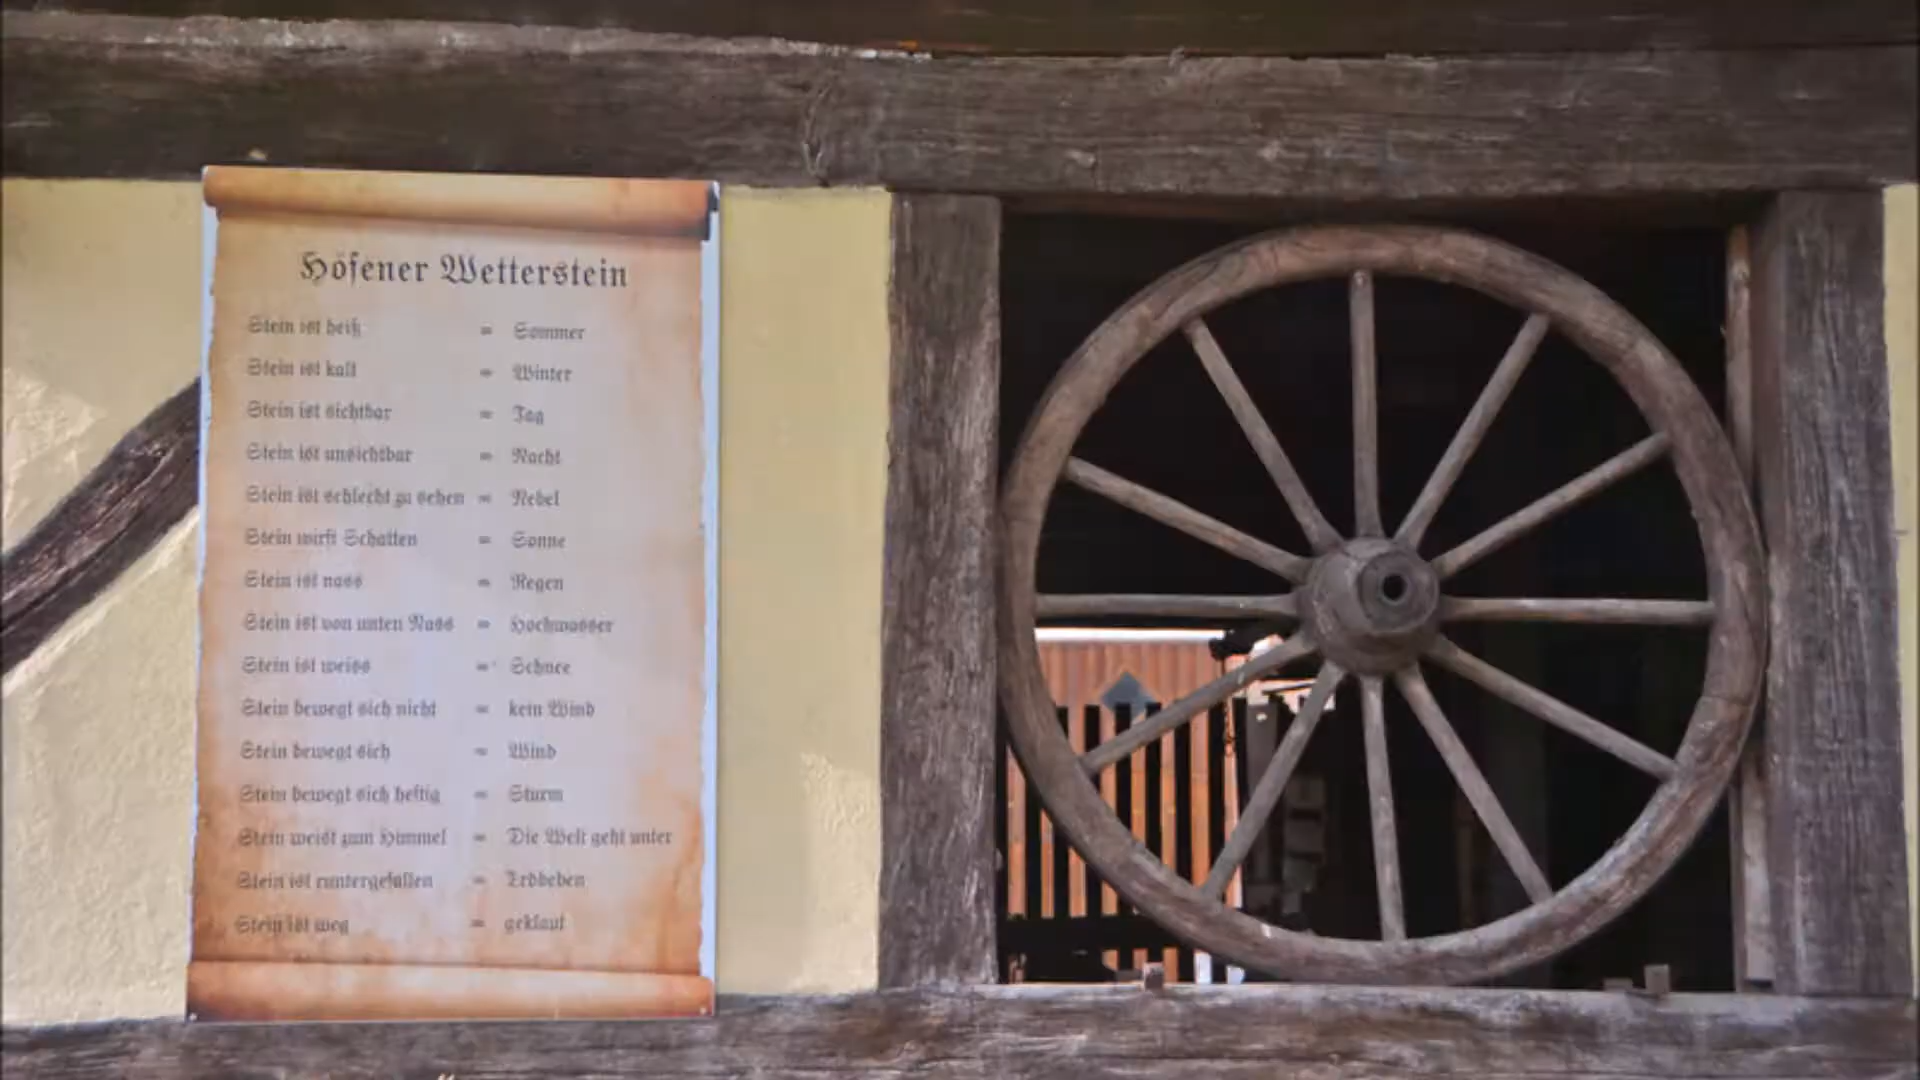 Hösener Wetterstein
Stein ist heiß = Sommer
Stein ist kalt = Winter
Stein ist sichtbar = Tag
Stein ist unsichtbar = Nacht
Stein ist schlecht zu sehen = Nebel
Stein wirft Schatten = Sonne
Stein ist nass = Regen
Stein ist von unten Nass = Hochwasser
Stein ist weiss = Schnee
Stein bewegt sich nicht = kein Wind
Stein bewegt sich = Wind
Stein bewegt sich heftig = Sturm
Stein weist zum Himmel = Die Welt geht unter
Stein ist runtergefallen = Erdbeben
Stein ist weg = geklaut